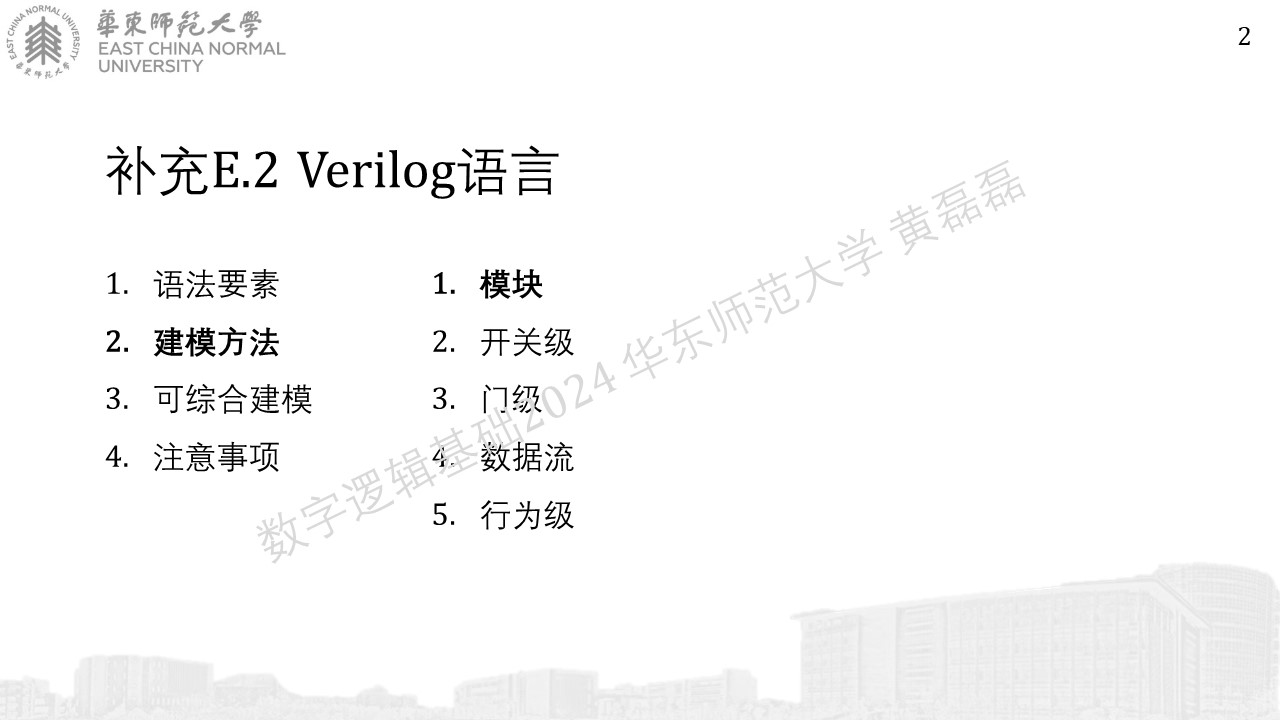 華東師範大學
EAST CHINA NORMAL
UNIVERSITY
EAST CHINA NORMAL UNIVERSITY
華東师范大学
2
补充E.2 Verilog语言
1. 语法要素
2. 建模方法
3. 可综合建模
4. 注意事项
1. 模块
2. 开关级
3. 门级
4. 数据流
5. 行为级
数字逻辑基础2024 华东师范大学 黄磊磊